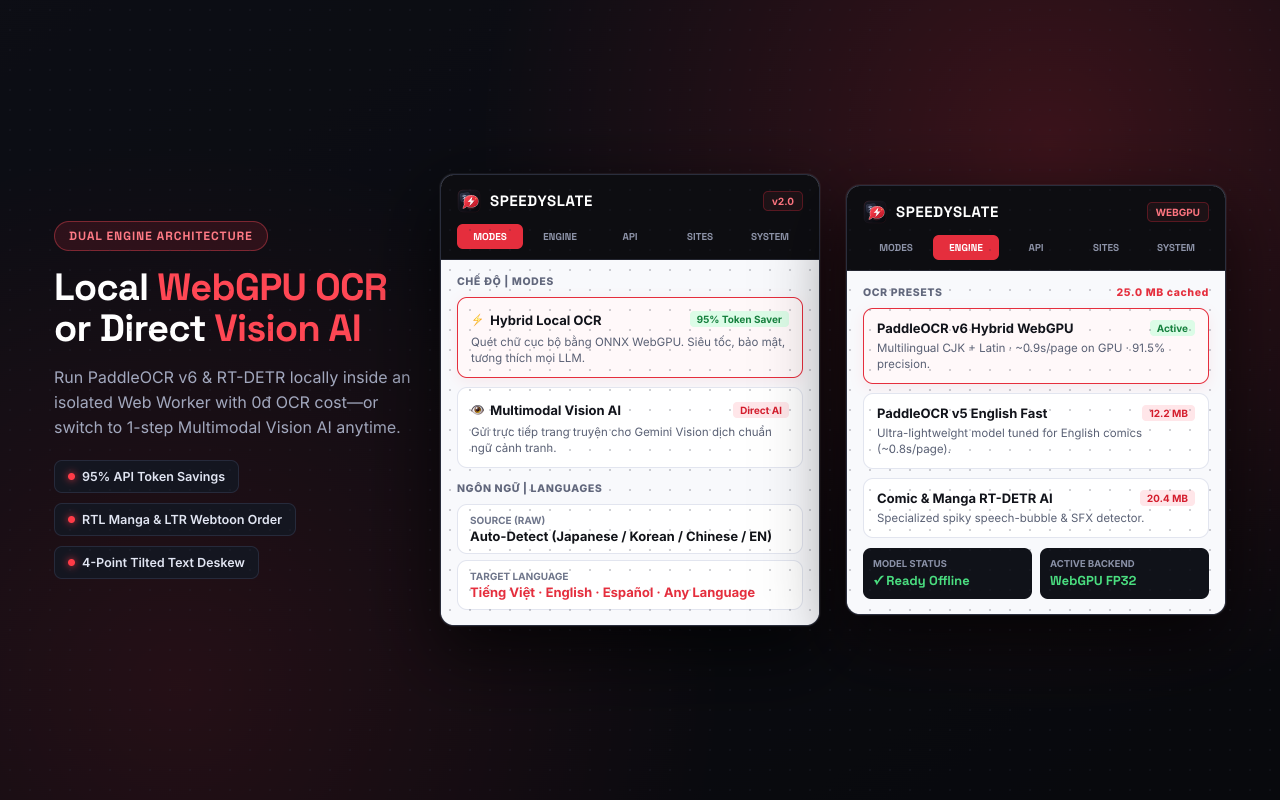 DUAL ENGINE ARCHITECTURE
Local WebGPU OCR
or Direct Vision AI
Run PaddleOCR v6 & RT-DETR locally inside an
isolated Web Worker with 0đ OCR cost—or
switch to 1-step Multimodal Vision AI anytime.
95% API Token Savings
RTL Manga & LTR Webtoon Order
4-Point Tilted Text Deskew
SPEEDYSLATE
v2.0
MODES ENGINE API SITES SYSTEM
CHẾ ĐỘ | MODES
⚡ Hybrid Local OCR
95% Token Saver
Quét chữ cục bộ bằng ONNX WebGPU. Siêu tốc, bảo mật,
tương thích mọi LLM.
👁️ Multimodal Vision AI
Direct AI
Gửi trực tiếp trang truyện cho Gemini Vision dịch chuẩn
ngữ cảnh tranh.
NGÔN NGỮ | LANGUAGES
SOURCE (RAW)
Auto-Detect (Japanese / Korean / Chinese / EN)
TARGET LANGUAGE
Tiếng Việt · English · Español · Any Language
SPEEDYSLATE
WEBGPU
MODES ENGINE API SITES SYSTEM
OCR PRESETS
25.0 MB cached
PaddleOCR v6 Hybrid WebGPU
Active
Multilingual CJK + Latin · ~0.9s/page on GPU · 91.5%
precision.
PaddleOCR v5 English Fast
12.2 MB
Ultra-lightweight model tuned for English comics
(~0.8s/page).
Comic & Manga RT-DETR AI
20.4 MB
Specialized spiky speech-bubble & SFX detector.
MODEL STATUS
✓ Ready Offline
ACTIVE BACKEND
WebGPU FP32